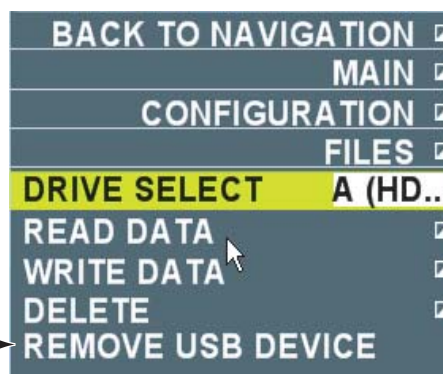 BACK TO NAVIGATION
MAIN
CONFIGURATION
FILES
DRIVE SELECT A (HD..
READ DATA
WRITE DATA
DELETE
REMOVE USB DEVICE